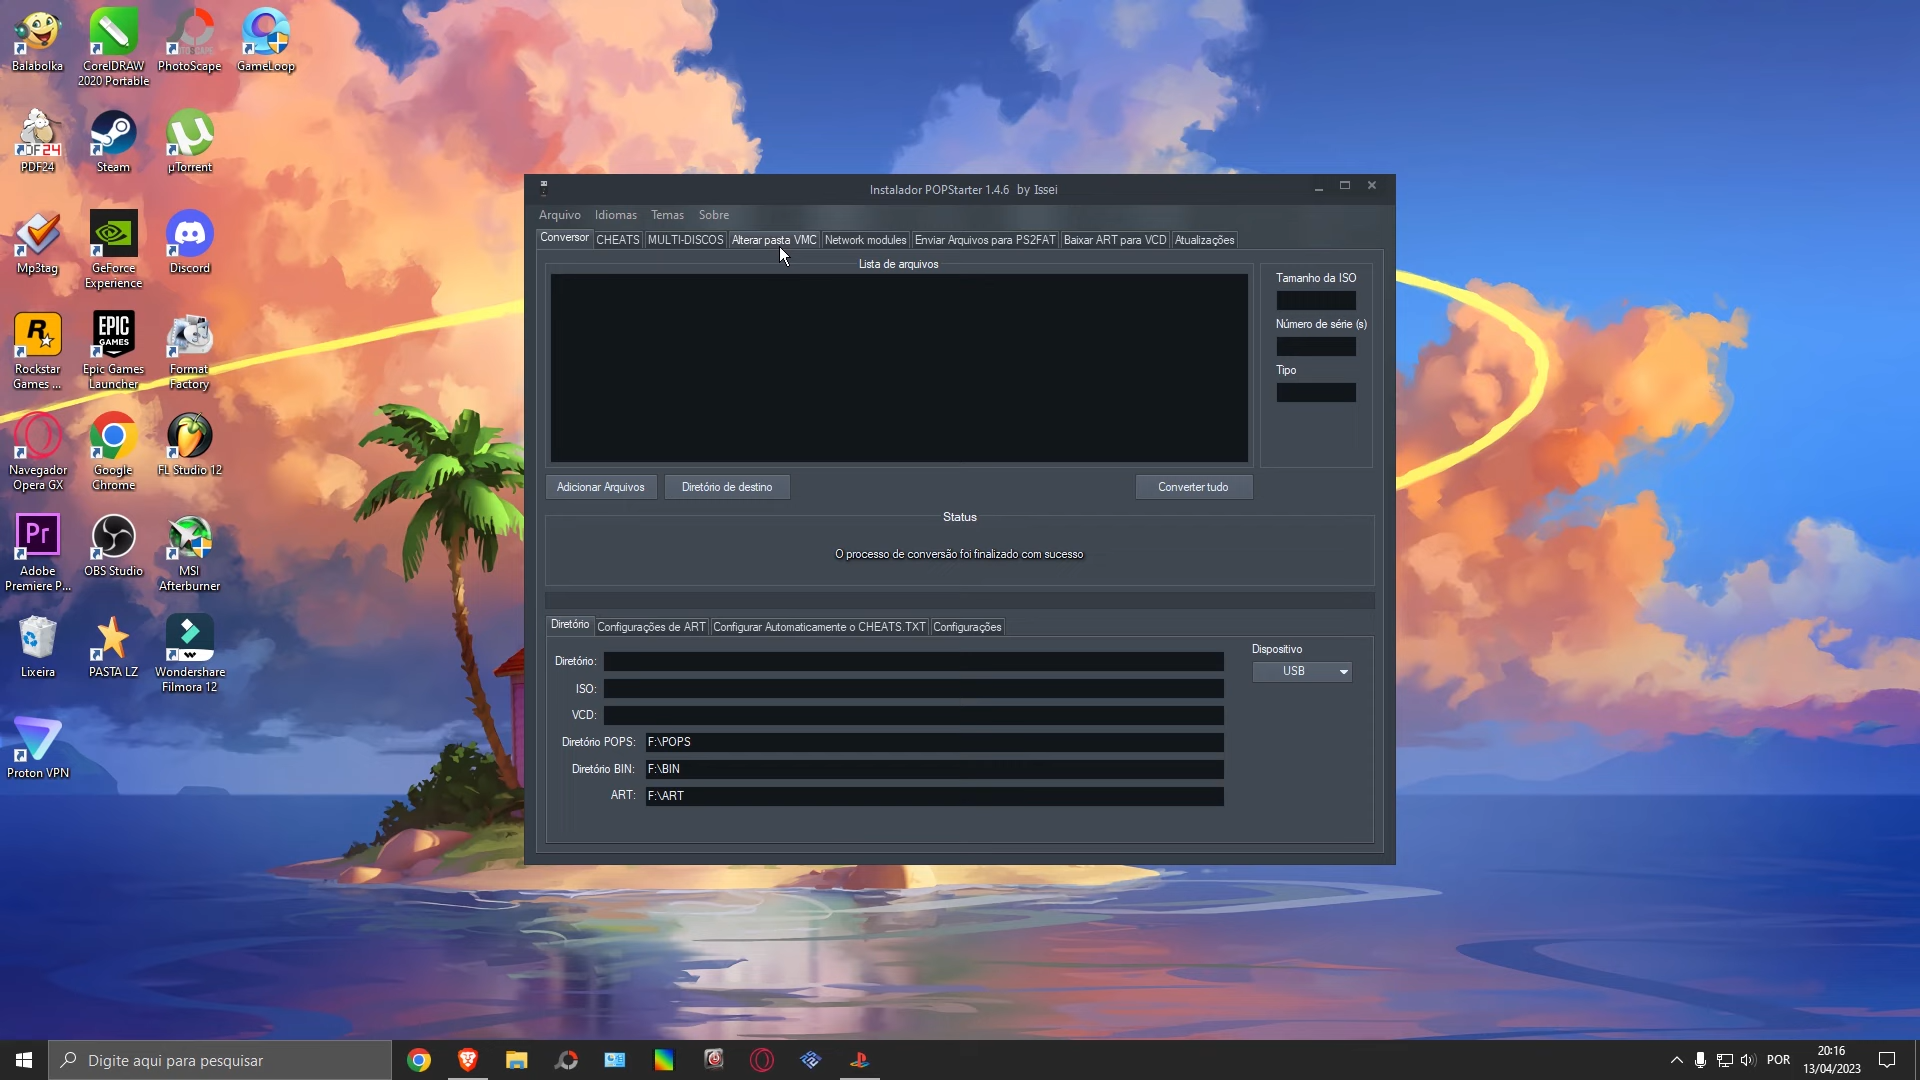 Balabolka
CorelDRAW
2020 Portable
PhotoScape
GameLoop
PDF24
Steam
µTorrent
Mp3tag
GeForce
Experience
Discord
Rockstar
Games ...
Epic Games
Launcher
Format
Factory
Navegador
Opera GX
Google
Chrome
FL Studio 12
Adobe
Premiere P...
OBS Studio
MSI
Afterburner
Lixeira
PASTA LZ
Wondershare
Filmora 12
Proton VPN
Instalador POPStarter 1.4.6 by Issei
Arquivo Idiomas Temas Sobre
Conversor CHEATS MULTI-DISCOS Alterar pasta VMC Network modules Enviar Arquivos para PS2FAT Baixar ART para VCD Atualizações
Lista de arquivos
Tamanho da ISO
Número de série (s)
Tipo
Adicionar Arquivos Diretório de destino Converter tudo
Status
O processo de conversão foi finalizado com sucesso
Diretório Configurações de ART Configurar Automaticamente o CHEATS.TXT Configurações
Diretório:
ISO:
VCD:
Diretório POPS: F:\POPS
Diretório BIN: F:\BIN
ART: F:\ART
Dispositivo
USB
Digite aqui para pesquisar
POR
20:16
13/04/2023